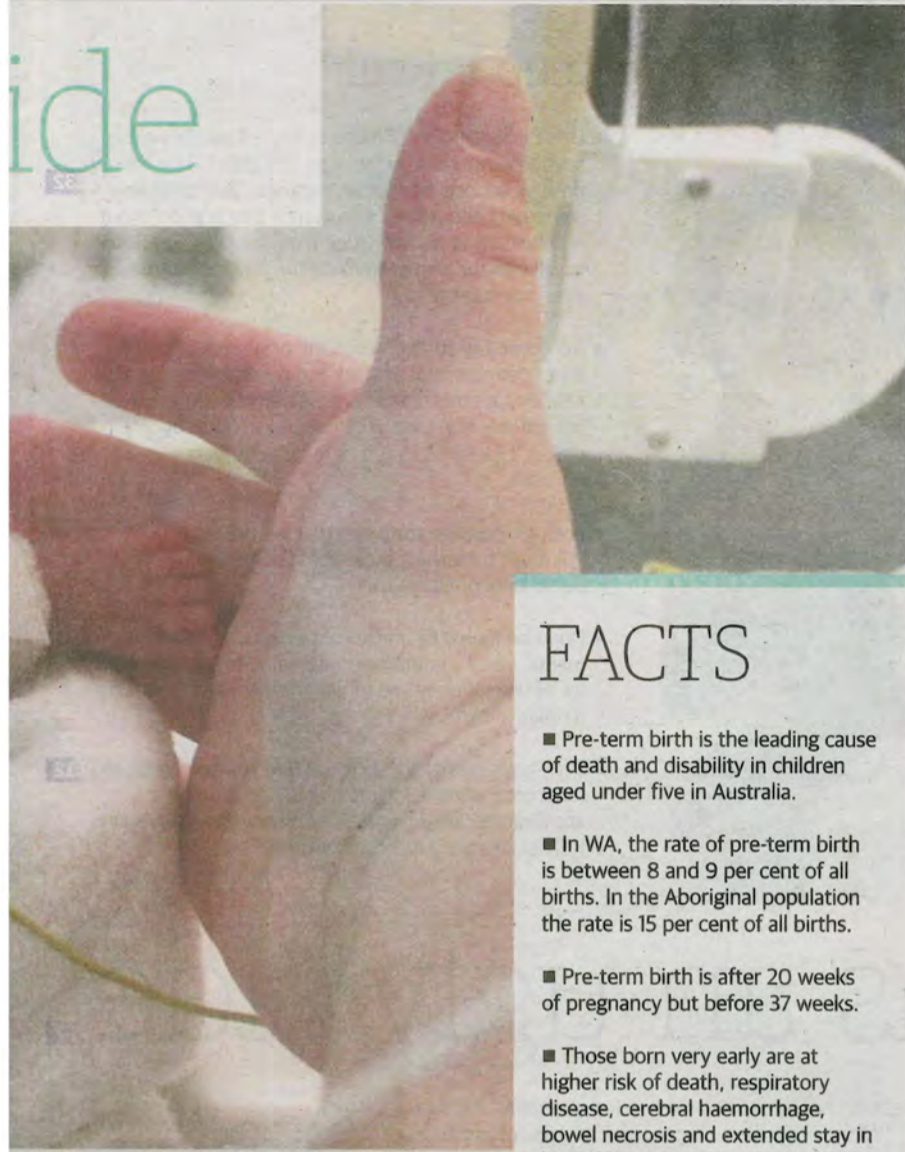 ide
FACTS
■ Pre-term birth is the leading cause
of death and disability in children
aged under five in Australia.
■ In WA, the rate of pre-term birth
is between 8 and 9 per cent of all
births. In the Aboriginal population
the rate is 15 per cent of all births.
■ Pre-term birth is after 20 weeks
of pregnancy but before 37 weeks.
■ Those born very early are at
higher risk of death, respiratory
disease, cerebral haemorrhage,
bowel necrosis and extended stay in